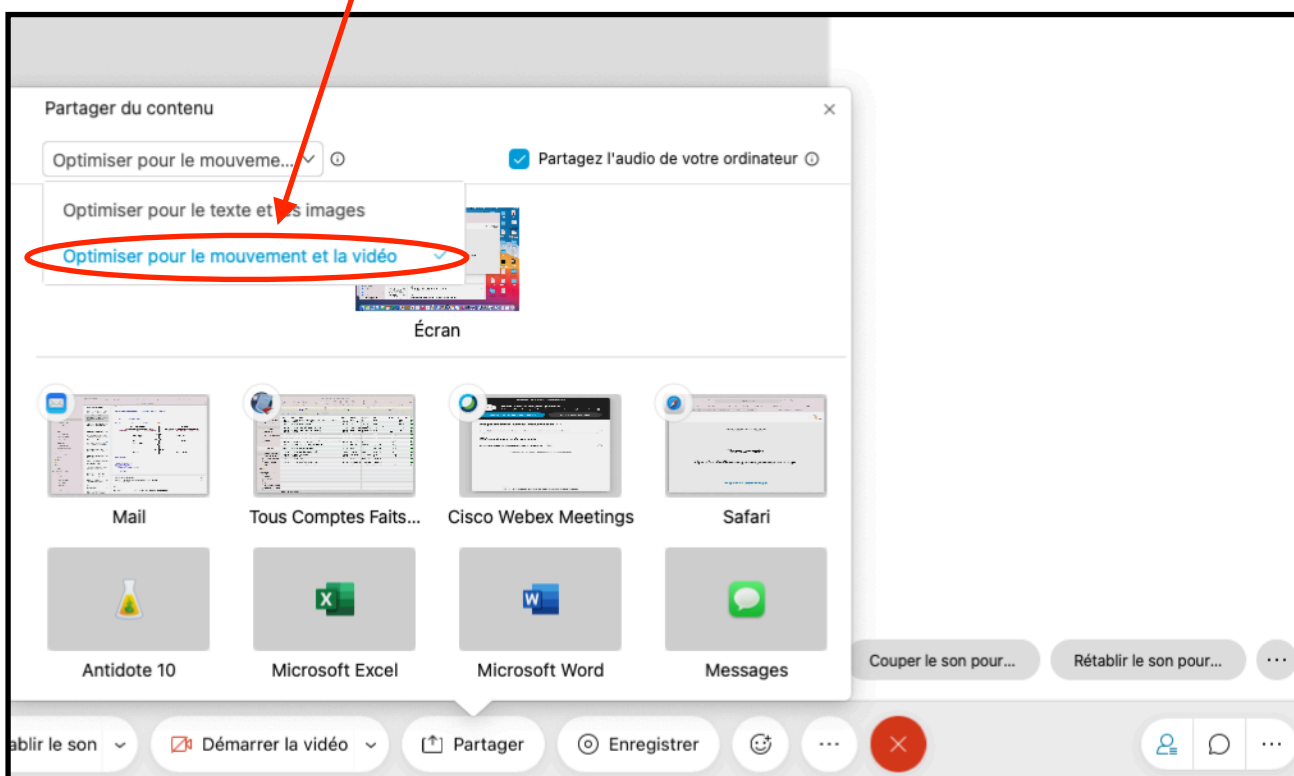 Partager du contenu
Optimiser pour le mouveme...
Partagez l'audio de votre ordinateur
Optimiser pour le texte et images
Optimiser pour le mouvement et la vidéo
Écran
Mail
Tous Comptes Faits...
Cisco Webex Meetings
Safari
Antidote 10
Microsoft Excel
Microsoft Word
Messages
Couper le son pour...
Rétablir le son pour...
ablir le son
Démarrer la vidéo
Partager
Enregistrer